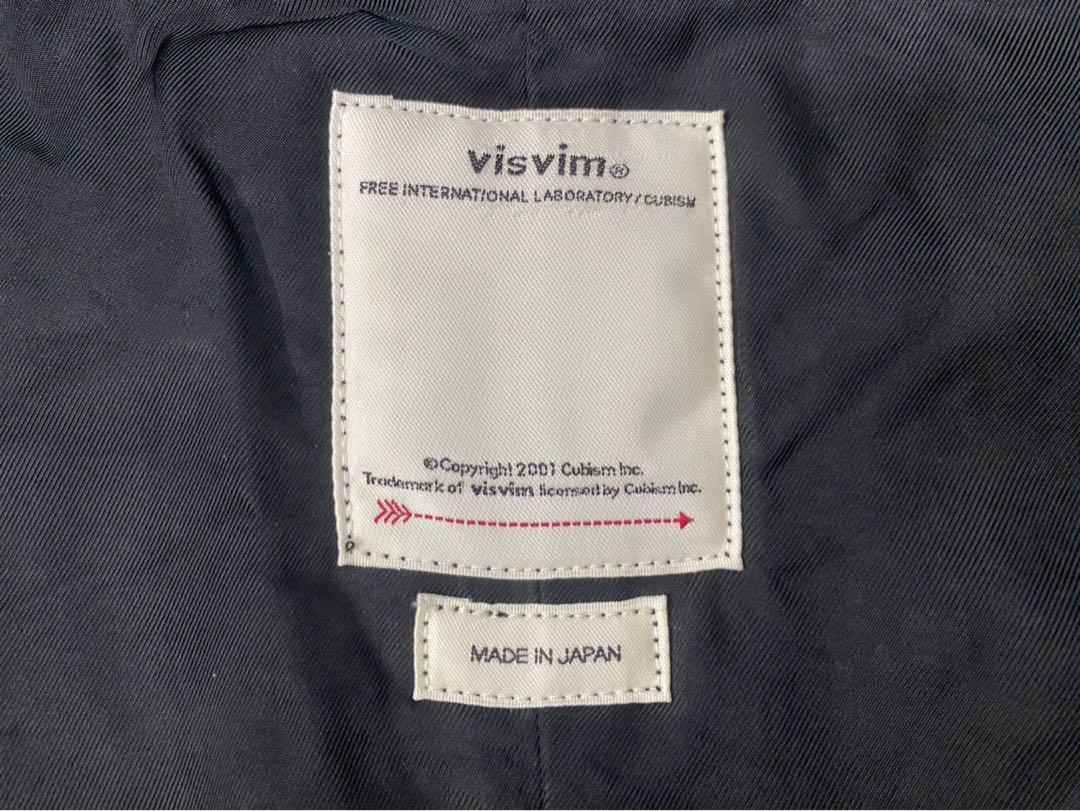 visvim®
FREE INTERNATIONAL LABORATORY / CUBISM
©Copyright 2001 Cubism Inc.
Trademark of visvim licensed by Cubism Inc.
MADE IN JAPAN